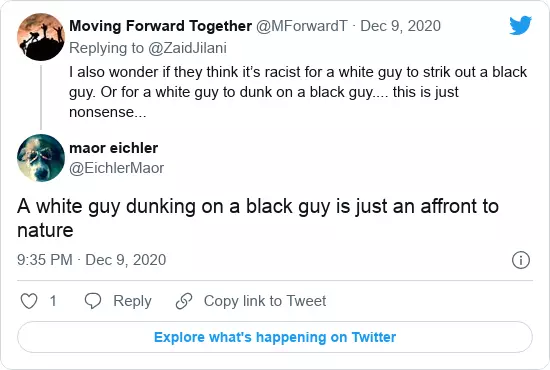 Moving Forward Together @MForwardT · Dec 9, 2020
Replying to @ZaidJilani
I also wonder if they think it’s racist for a white guy to strik out a black
guy. Or for a white guy to dunk on a black guy.... this is just
nonsense...
maor eichler
@EichlerMaor
A white guy dunking on a black guy is just an affront to
nature
9:35 PM · Dec 9, 2020
1 Reply Copy link to Tweet
Explore what's happening on Twitter